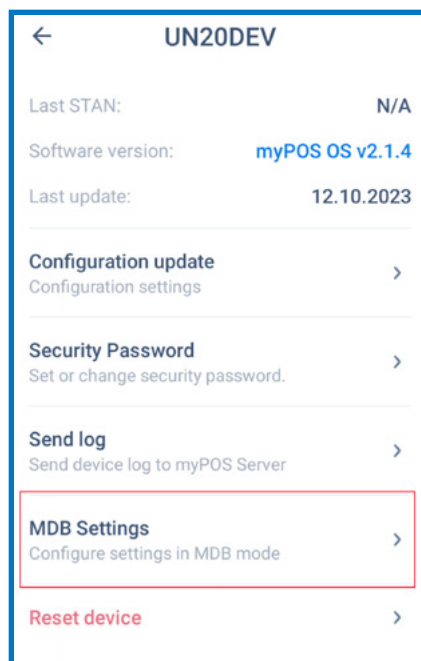 UN20DEV
Last STAN: N/A
Software version: myPOS OS v2.1.4
Last update: 12.10.2023
Configuration update
Configuration settings
Security Password
Set or change security password.
Send log
Send device log to myPOS Server
MDB Settings
Configure settings in MDB mode
Reset device